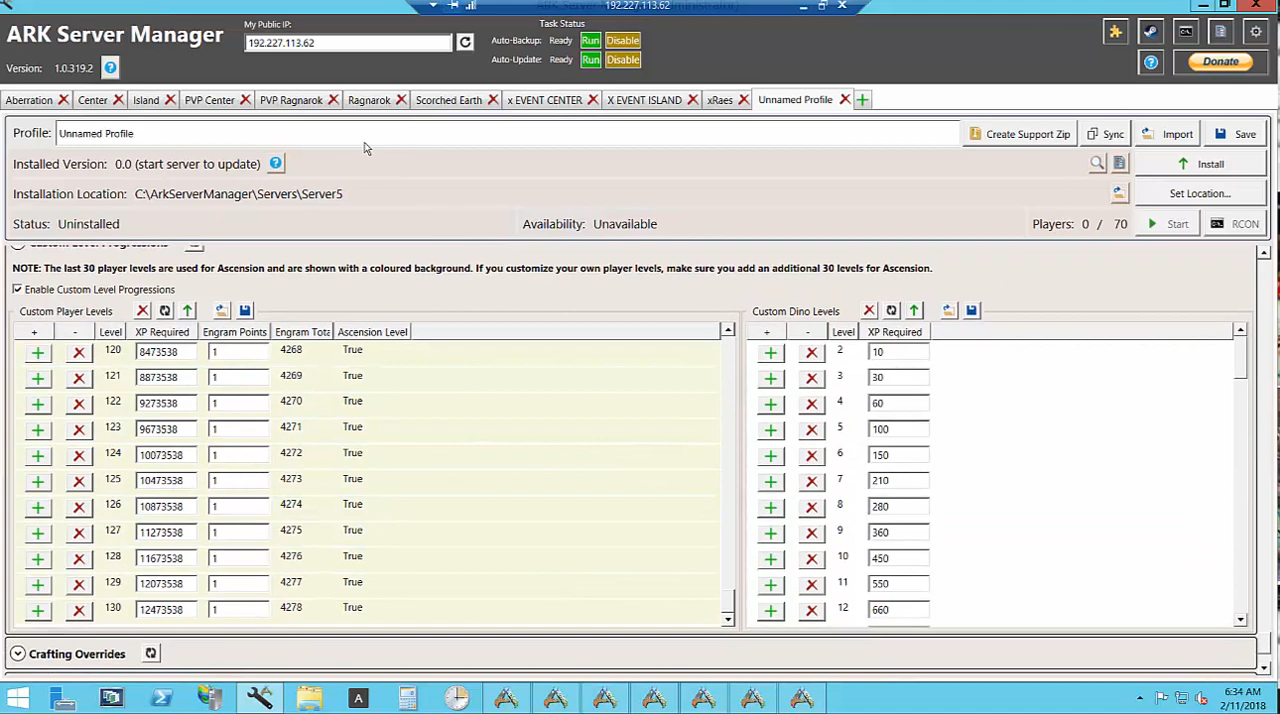 192.227.113.62
ARK Server Manager
Version: 1.0.319.2
My Public IP:
192.227.113.62
Task Status
Auto-Backup: Ready Run Disable
Auto-Update: Ready Run Disable
Donate
Aberration Center Island PVP Center PVP Ragnarok Ragnarok Scorched Earth x EVENT CENTER X EVENT ISLAND xRaes Unnamed Profile
Profile: Unnamed Profile Create Support Zip Sync Import Save
Installed Version: 0.0 (start server to update) Install
Installation Location: C:\ArkServerManager\Servers\Server5 Set Location...
Status: Uninstalled Availability: Unavailable Players: 0 / 70 Start RCON
Custom Level Progressions
NOTE: The last 30 player levels are used for Ascension and are shown with a coloured background. If you customize your own player levels, make sure you add an additional 30 levels for Ascension.
Enable Custom Level Progressions
Custom Player Levels
+ - Level XP Required Engram Points Engram Tota Ascension Level
120 8473538 1 4268 True
121 8873538 1 4269 True
122 9273538 1 4270 True
123 9673538 1 4271 True
124 10073538 1 4272 True
125 10473538 1 4273 True
126 10873538 1 4274 True
127 11273538 1 4275 True
128 11673538 1 4276 True
129 12073538 1 4277 True
130 12473538 1 4278 True
Custom Dino Levels
+ - Level XP Required
2 10
3 30
4 60
5 100
6 150
7 210
8 280
9 360
10 450
11 550
12 660
Crafting Overrides
6:34 AM
2/11/2018